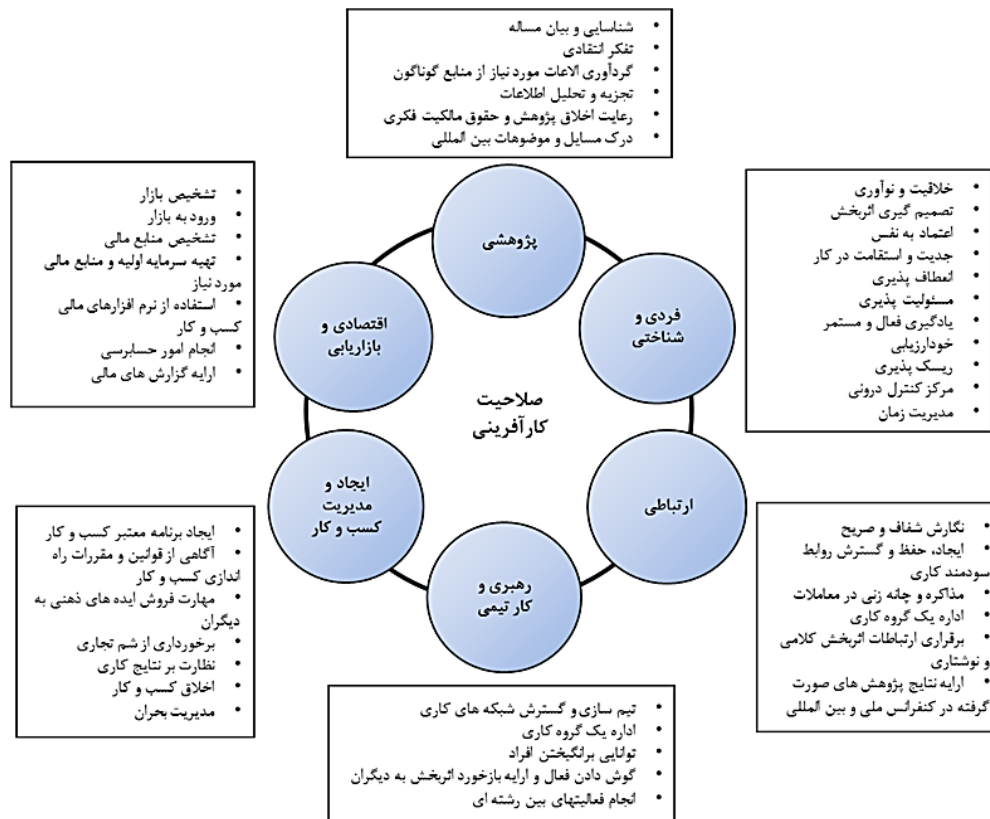 شناسایی و بیان مساله
تفکر انتقادی
گردآوری الاعات مورد نیاز از منابع گوناگون
تجزیه و تحلیل اطلاعات
رعایت اخلاق پژوهش و حقوق مالکیت فکری
درک مسایل و موضوعات بین المللی
خلاقیت و نوآوری
تصمیم گیری اثربخش
اعتماد به نفس
جدیت و استقامت در کار
انعطاف پذیری
مسئولیت پذیری
یادگیری فعال و مستمر
خودارزیابی
ریسک پذیری
مرکز کنترل درونی
مدیریت زمان
تشخیص بازار
ورود به بازار
تشخیص منابع مالی
تهیه سرمایه اولیه و منابع مالی
مورد نیاز
استفاده از نرم افزارهای مالی
کسب و کار
انجام امور حسابرسی
ارایه گزارش های مالی
پژوهشی
فردی و
شناختی
اقتصادی و
بازاریابی
صلاحیت
کارآفرینی
ارتباطی
ایجاد و
مدیریت
کسب و کار
رهبری و
کار تیمی
نگارش شفاف و صریح
ایجاد، حفظ و گسترش روابط
سودمند کاری
مذاکره و چانه زنی در معاملات
اداره یک گروه کاری
برقراری ارتباطات اثربخش کلامی
و نوشتاری
ارایه نتایج پژوهش های صورت
گرفته در کنفرانس ملی و بین المللی
ایجاد برنامه معتبر کسب و کار
آگاهی از قوانین و مقررات راه
اندازی کسب و کار
مهارت فروش ایده های ذهنی به
دیگران
برخورداری از شم تجاری
نظارت بر نتایج کاری
اخلاق کسب و کار
مدیریت بحران
تیم سازی و گسترش شبکه های کاری
اداره یک گروه کاری
توانایی برانگیختن افراد
گوش دادن فعال و ارایه بازخورد اثربخش به دیگران
انجام فعالیتهای بین رشته ای